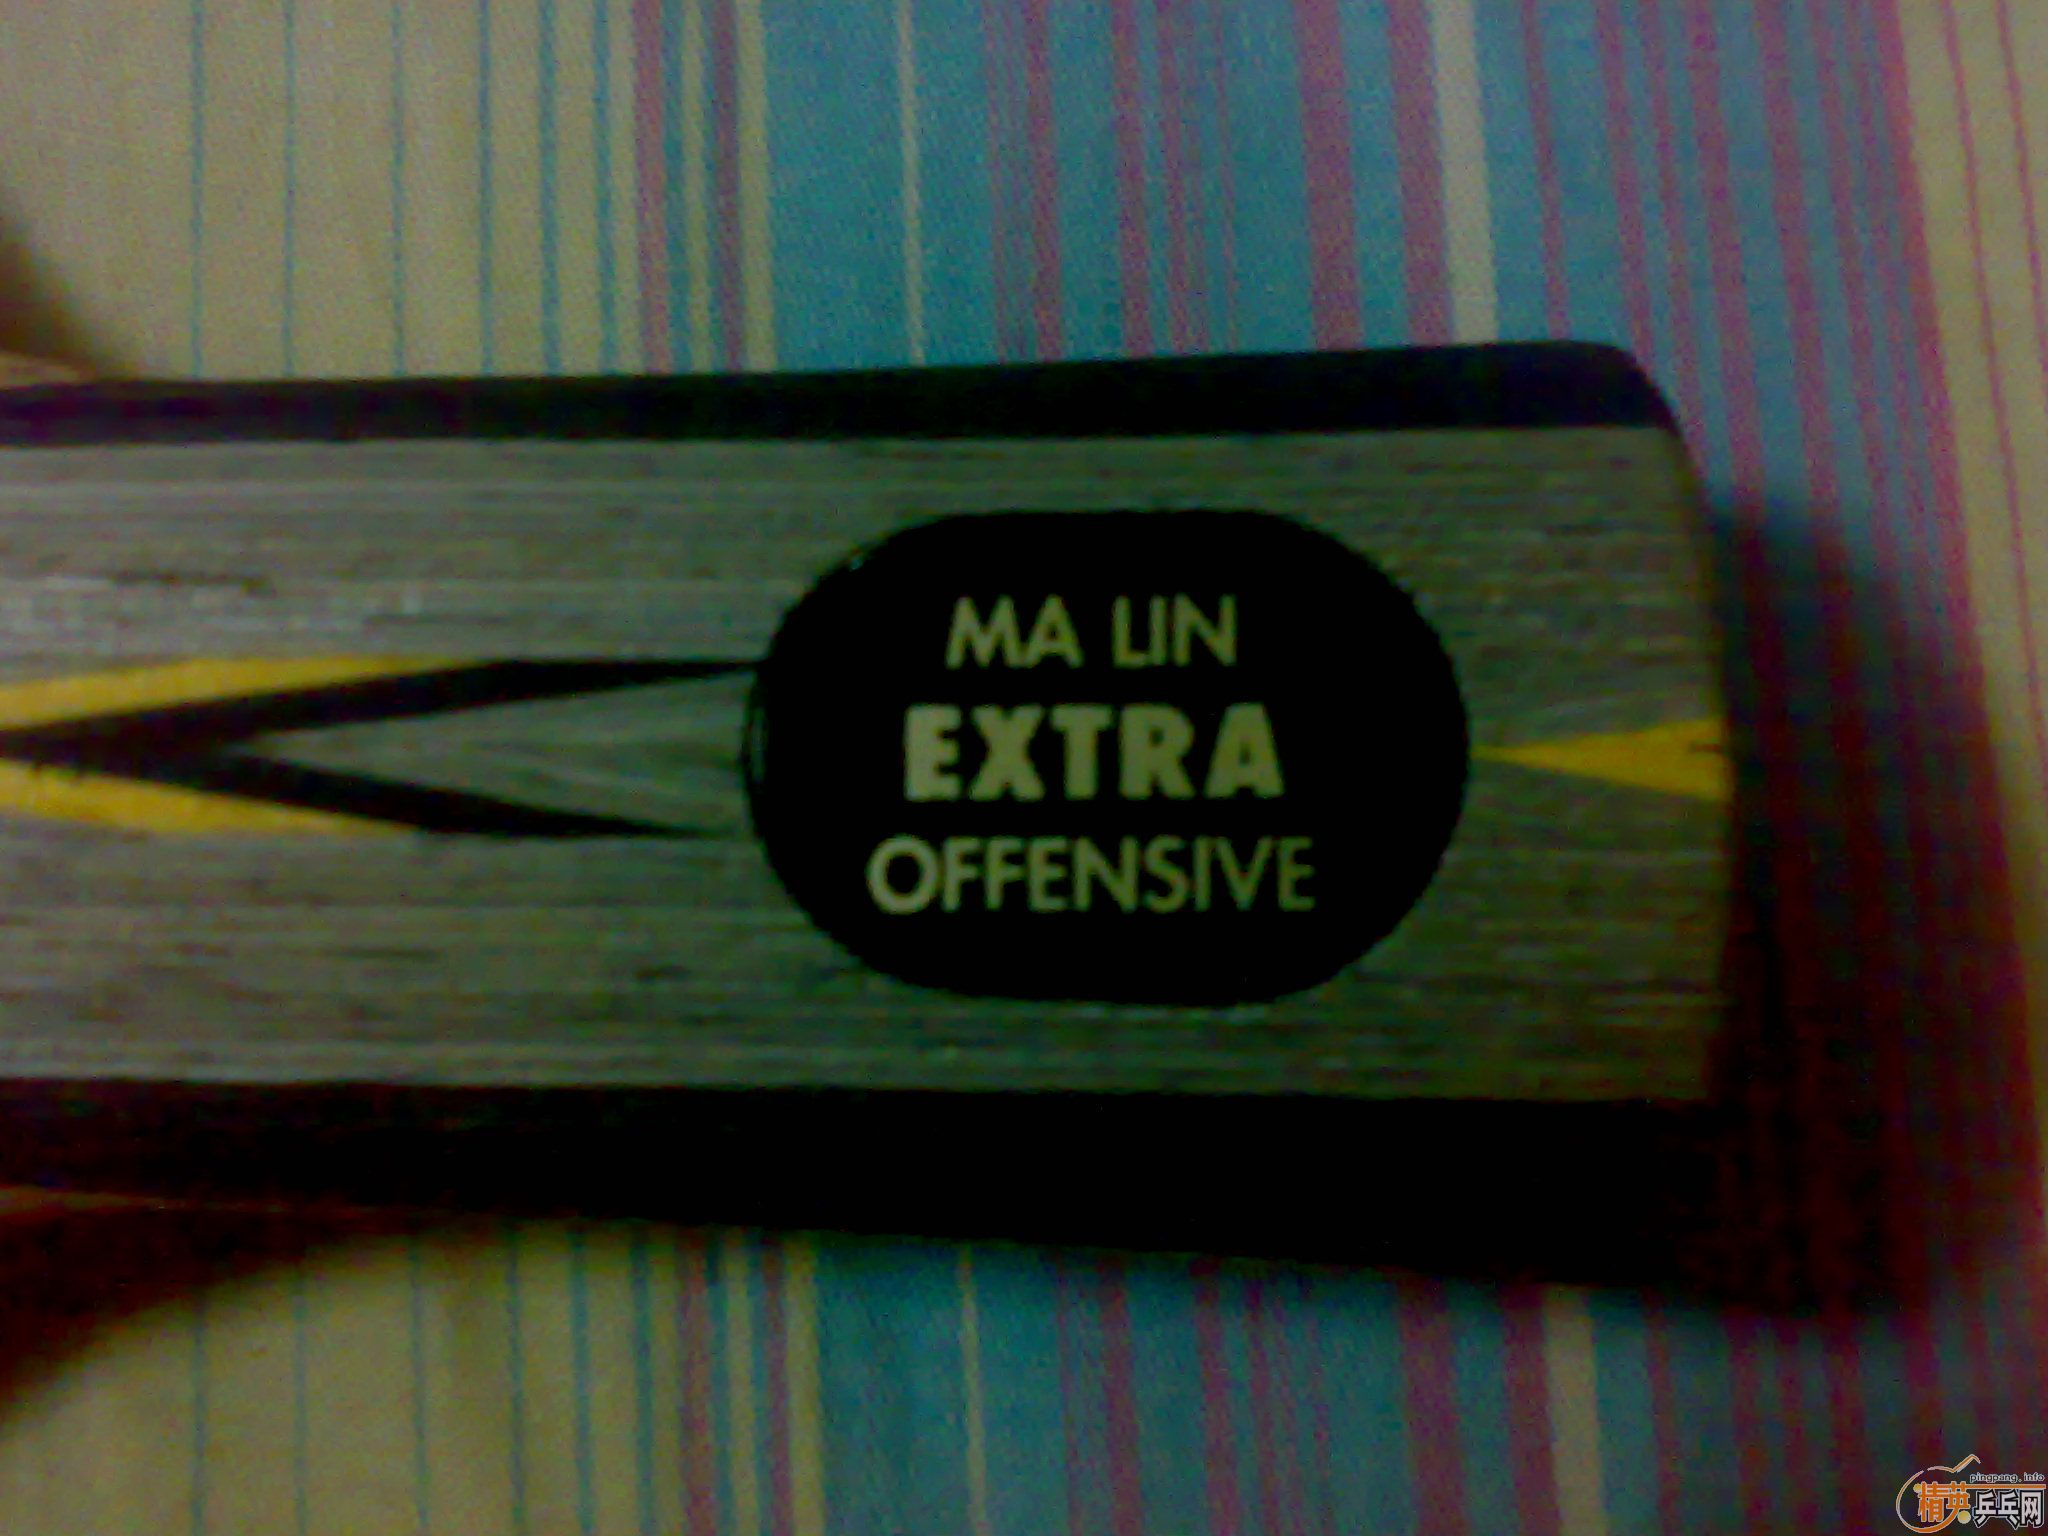 MA LIN
EXTRA
OFFENSIVE
pingpang.info
精英乒乓网